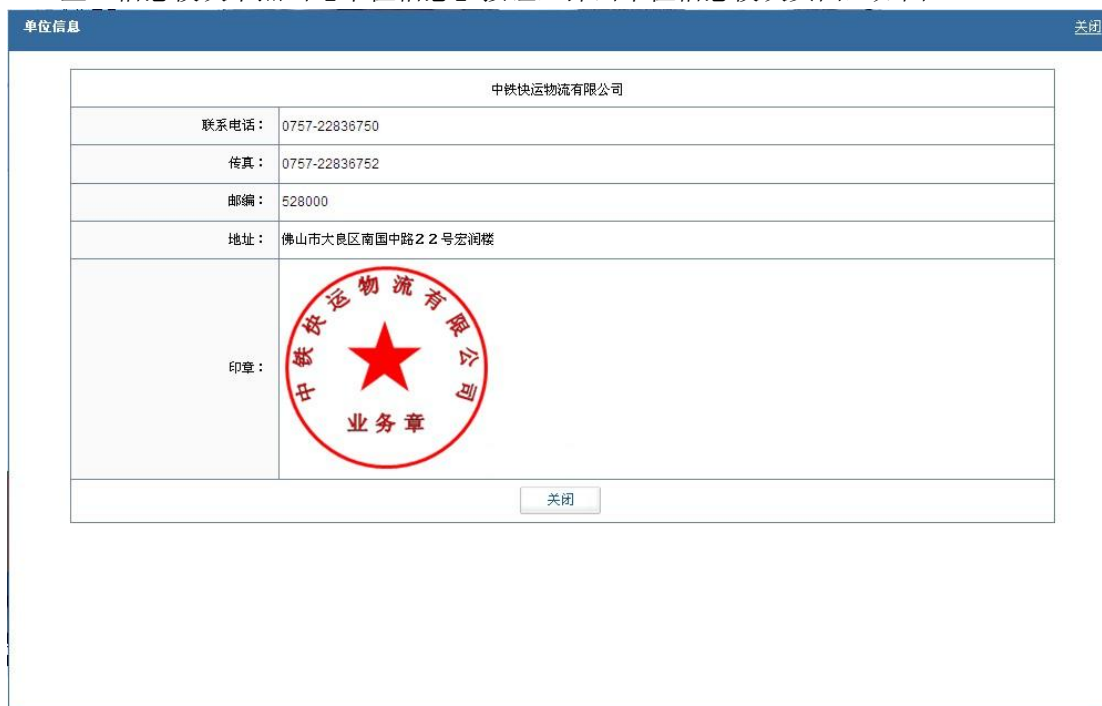 单位信息
关闭
中铁快运物流有限公司
联系电话： 0757-22836750
传真： 0757-22836752
邮编： 528000
地址： 佛山市大良区南国中路２２号宏润楼
印章：
中铁快运物流有限公司
业务章
关闭